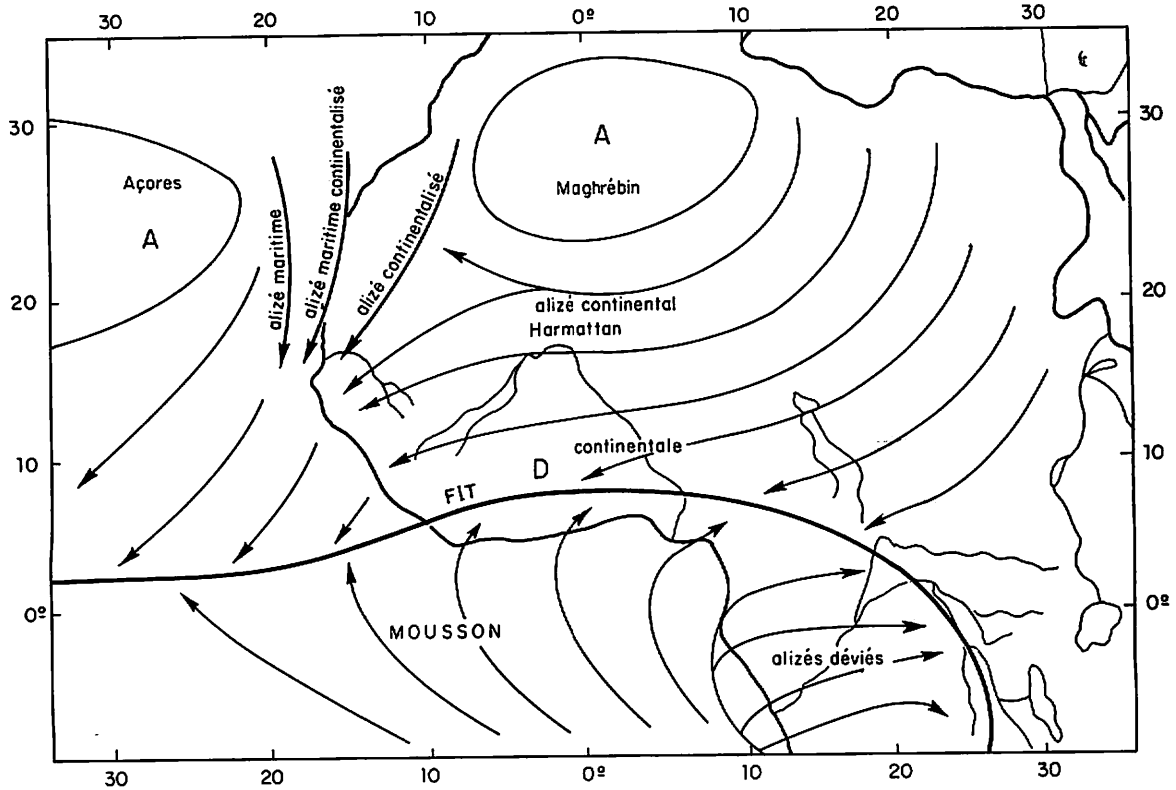 30 20 10 0º 10 20 30
30 30
A
Maghrébin
Açores
A
alizé maritime
alizé maritime continentalisé
alizé continentalisé
20 20
alizé continental
Harmattan
continentale
10 10
D
FIT
0º 0º
MOUSSON
alizés déviés
30 20 10 0º 10 20 30